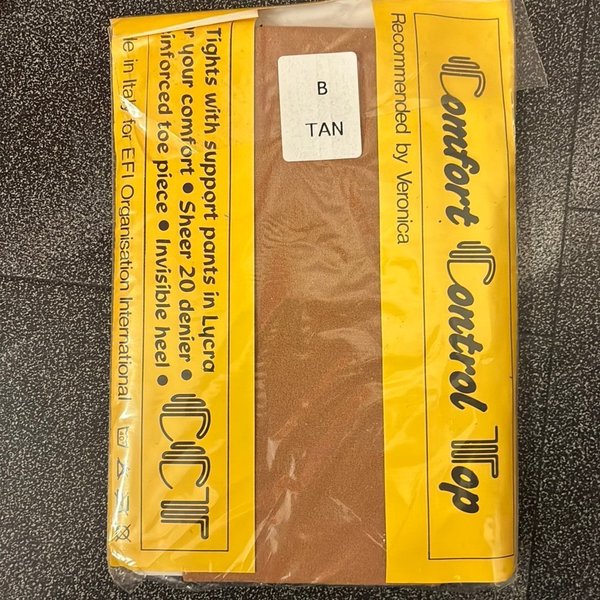 Comfort Control Top
Recommended by Veronica
B
TAN
Tights with support pants in Lycra
r your comfort • Sheer 20 denier •
inforced toe piece • Invisible heel •
CCT
le in Italy for EFI Organisation International